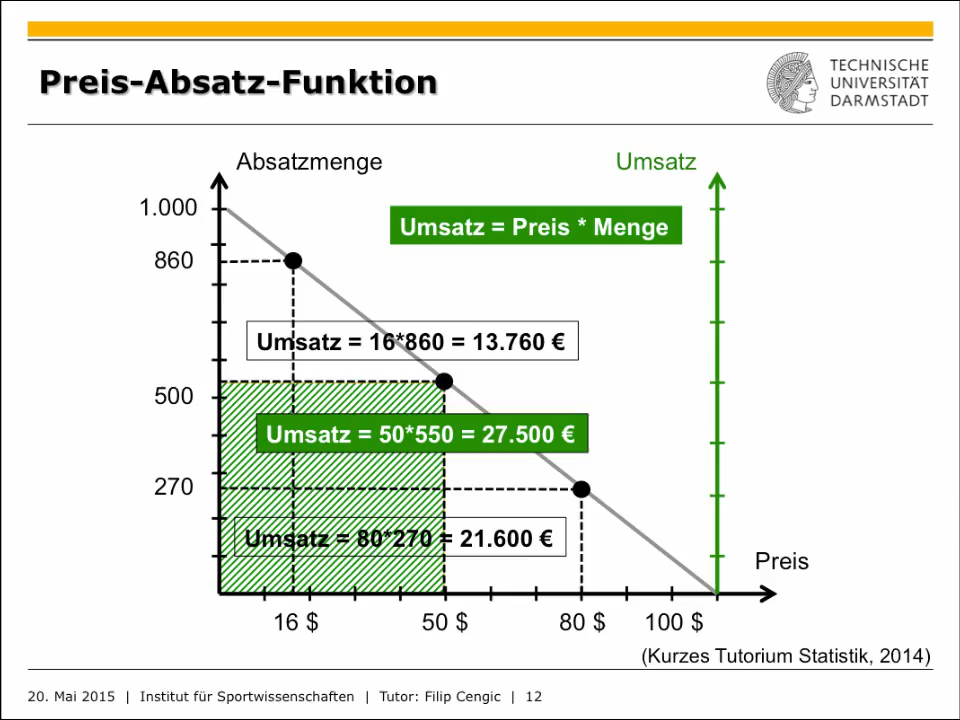 Preis-Absatz-Funktion
TECHNISCHE
UNIVERSITÄT
DARMSTADT
Absatzmenge
Umsatz
1.000
Umsatz = Preis * Menge
860
Umsatz = 16*860 = 13.760 €
500
Umsatz = 50*550 = 27.500 €
270
Umsatz = 80*270 = 21.600 €
Preis
16 $ 50 $ 80 $ 100 $
(Kurzes Tutorium Statistik, 2014)
20. Mai 2015 | Institut für Sportwissenschaften | Tutor: Filip Cengic | 12